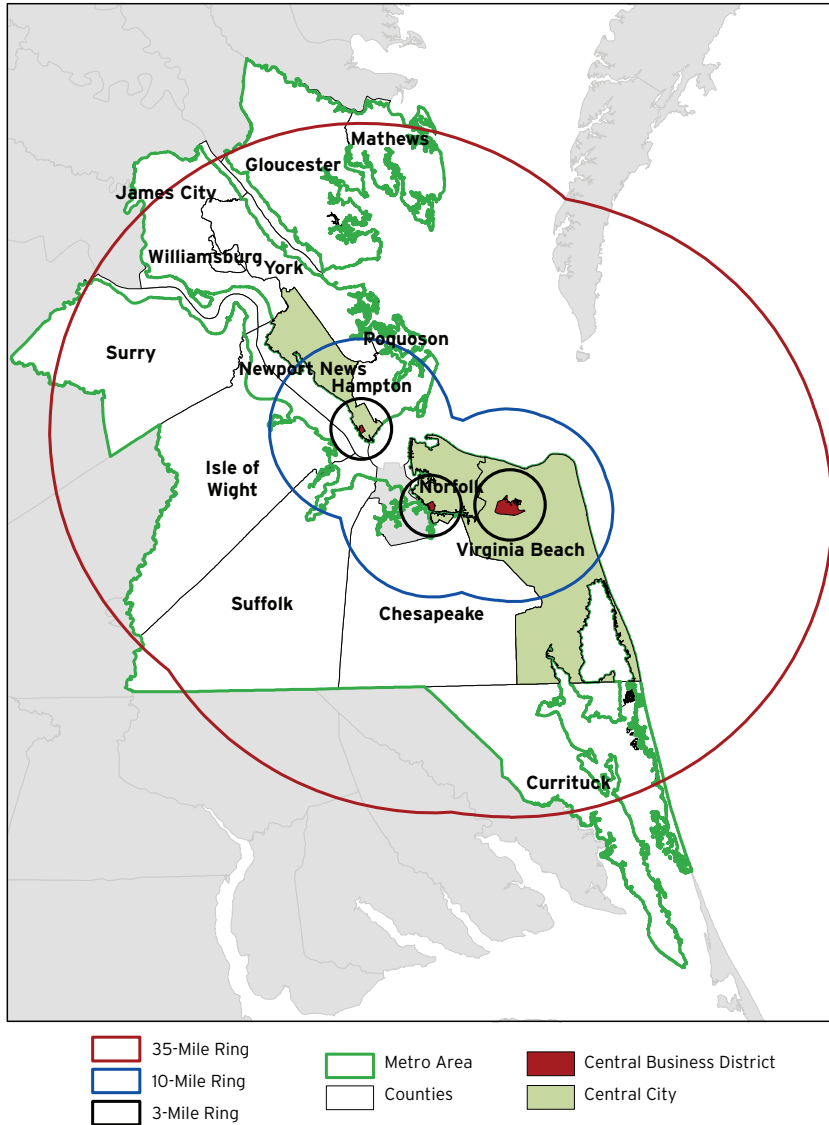 Mathews
Gloucester
James City
Williamsburg
York
Surry
Poquoson
Newport News
Hampton
Isle of
Wight
Norfolk
Virginia Beach
Suffolk
Chesapeake
Currituck
35-Mile Ring
10-Mile Ring
3-Mile Ring
Metro Area
Counties
Central Business District
Central City